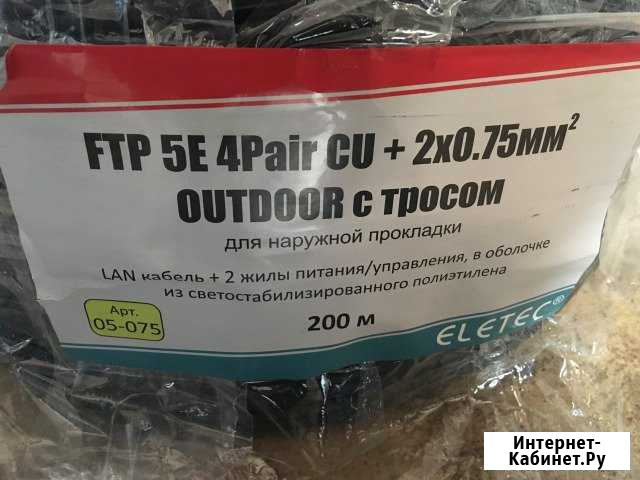 FTP 5E 4Pair CU + 2x0.75мм²
OUTDOOR с тросом
для наружной прокладки
LAN кабель + 2 жилы питания/управления, в оболочке
из светостабилизированного полиэтилена
Арт.
05-075
200 м
ELETEC®
Интернет-
Кабинет.Ру